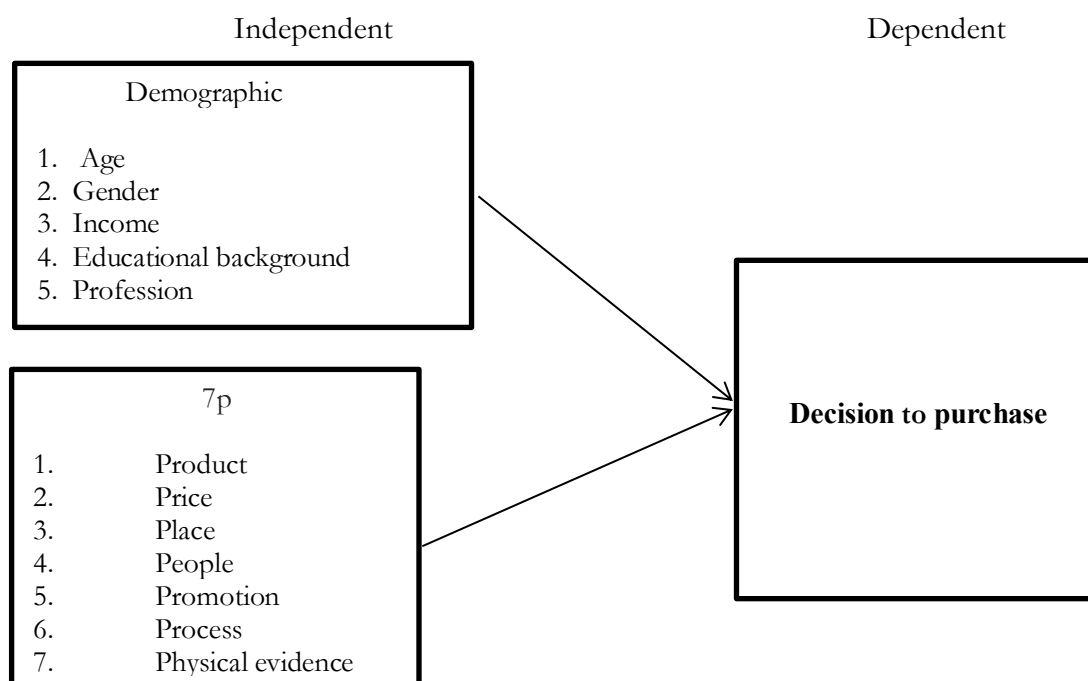 Independent
Dependent
Demographic
1. Age
2. Gender
3. Income
4. Educational background
5. Profession
7p
1. Product
2. Price
3. Place
4. People
5. Promotion
6. Process
7. Physical evidence
Decision to purchase